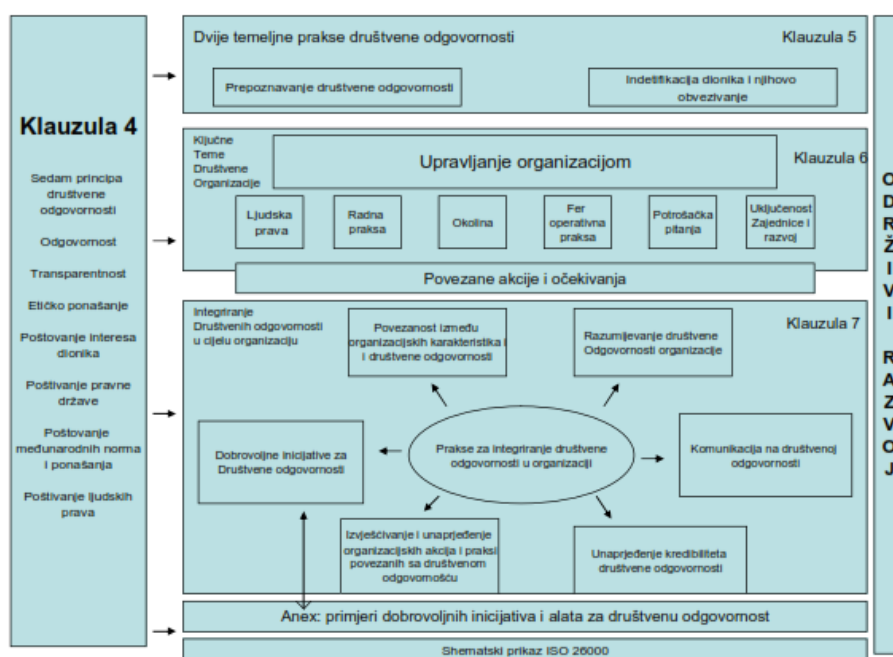 Klauzula 4
Sedam principa
društvene
odgovornosti
Odgovornost
Transparentnost
Etičko ponašanje
Poštovanje interesa
dionika
Poštivanje pravne
države
Poštovanje
međunarodnih norma
i ponašanja
Poštivanje ljudskih
prava
Dvije temeljne prakse društvene odgovornosti
Klauzula 5
Prepoznavanje društvene odgovornosti
Indetifikacija dionika i njihovo
obvezivanje
Ključne
Teme
Društvene
Organizacije
Upravljanje organizacijom
Klauzula 6
Ljudska
prava
Radna
praksa
Okolina
Fer
operativna
praksa
Potrošačka
pitanja
Uključenost
Zajednice i
razvoj
Povezane akcije i očekivanja
Integriranje
Društvenih odgovornosti
u cijelu organizaciju
Klauzula 7
Povezanost između
organizacijskih karakteristika i
i društvene odgovornosti
Razumijevanje društvene
Odgovornosti organizacije
Dobrovoljne inicijative za
Društvene odgovornosti
Prakse za integriranje društvene
odgovornosti u organizaciji
Komunikacija na društvenoj
odgovornosti
Izvješćivanje i unaprjeđenje
organizacijskih akcija i praksi
povezanih sa društvenom
odgovornošću
Unaprjeđenje kredibiliteta
društvene odgovornosti
Anex: primjeri dobrovoljnih inicijativa i alata za društvenu odgovornost
Shematski prikaz ISO 26000
O
D
R
Ž
I
V
I
R
A
Z
V
O
J